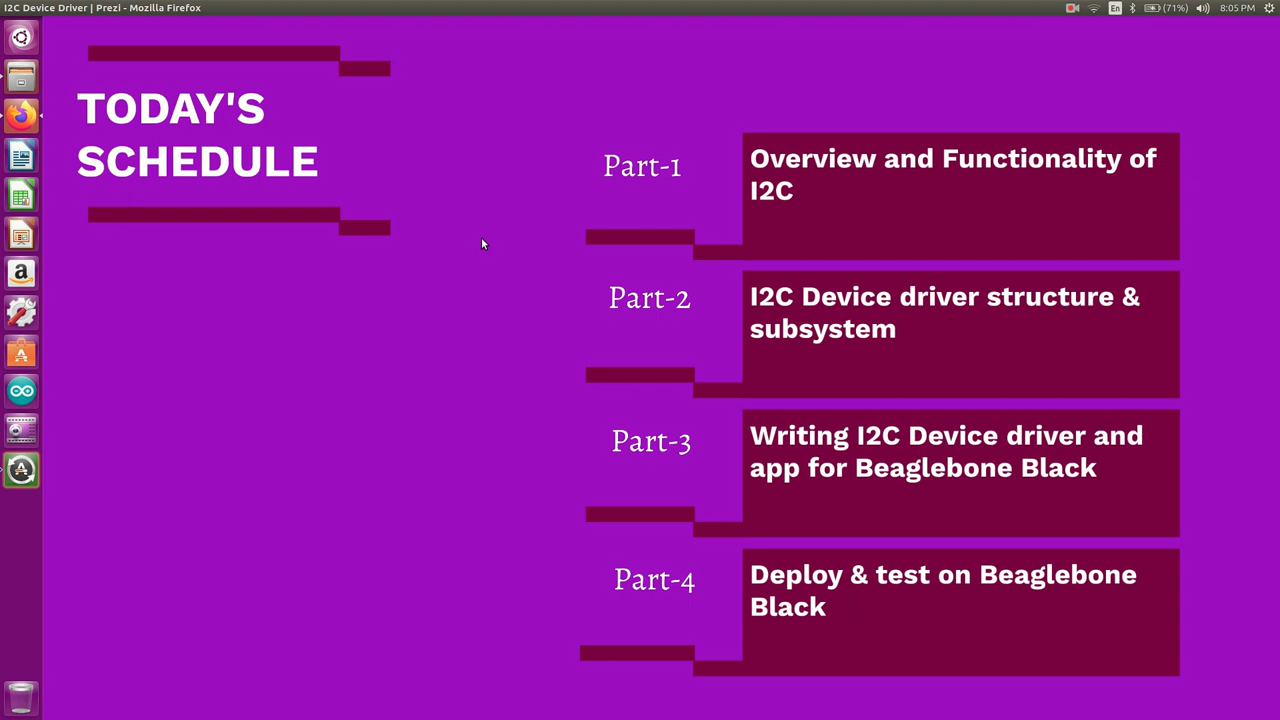 I2C Device Driver | Prezi - Mozilla Firefox
En
(71%)
8:05 PM
TODAY'S
SCHEDULE
Part-1
Overview and Functionality of
I2C
Part-2
I2C Device driver structure &
subsystem
Part-3
Writing I2C Device driver and
app for Beaglebone Black
Part-4
Deploy & test on Beaglebone
Black